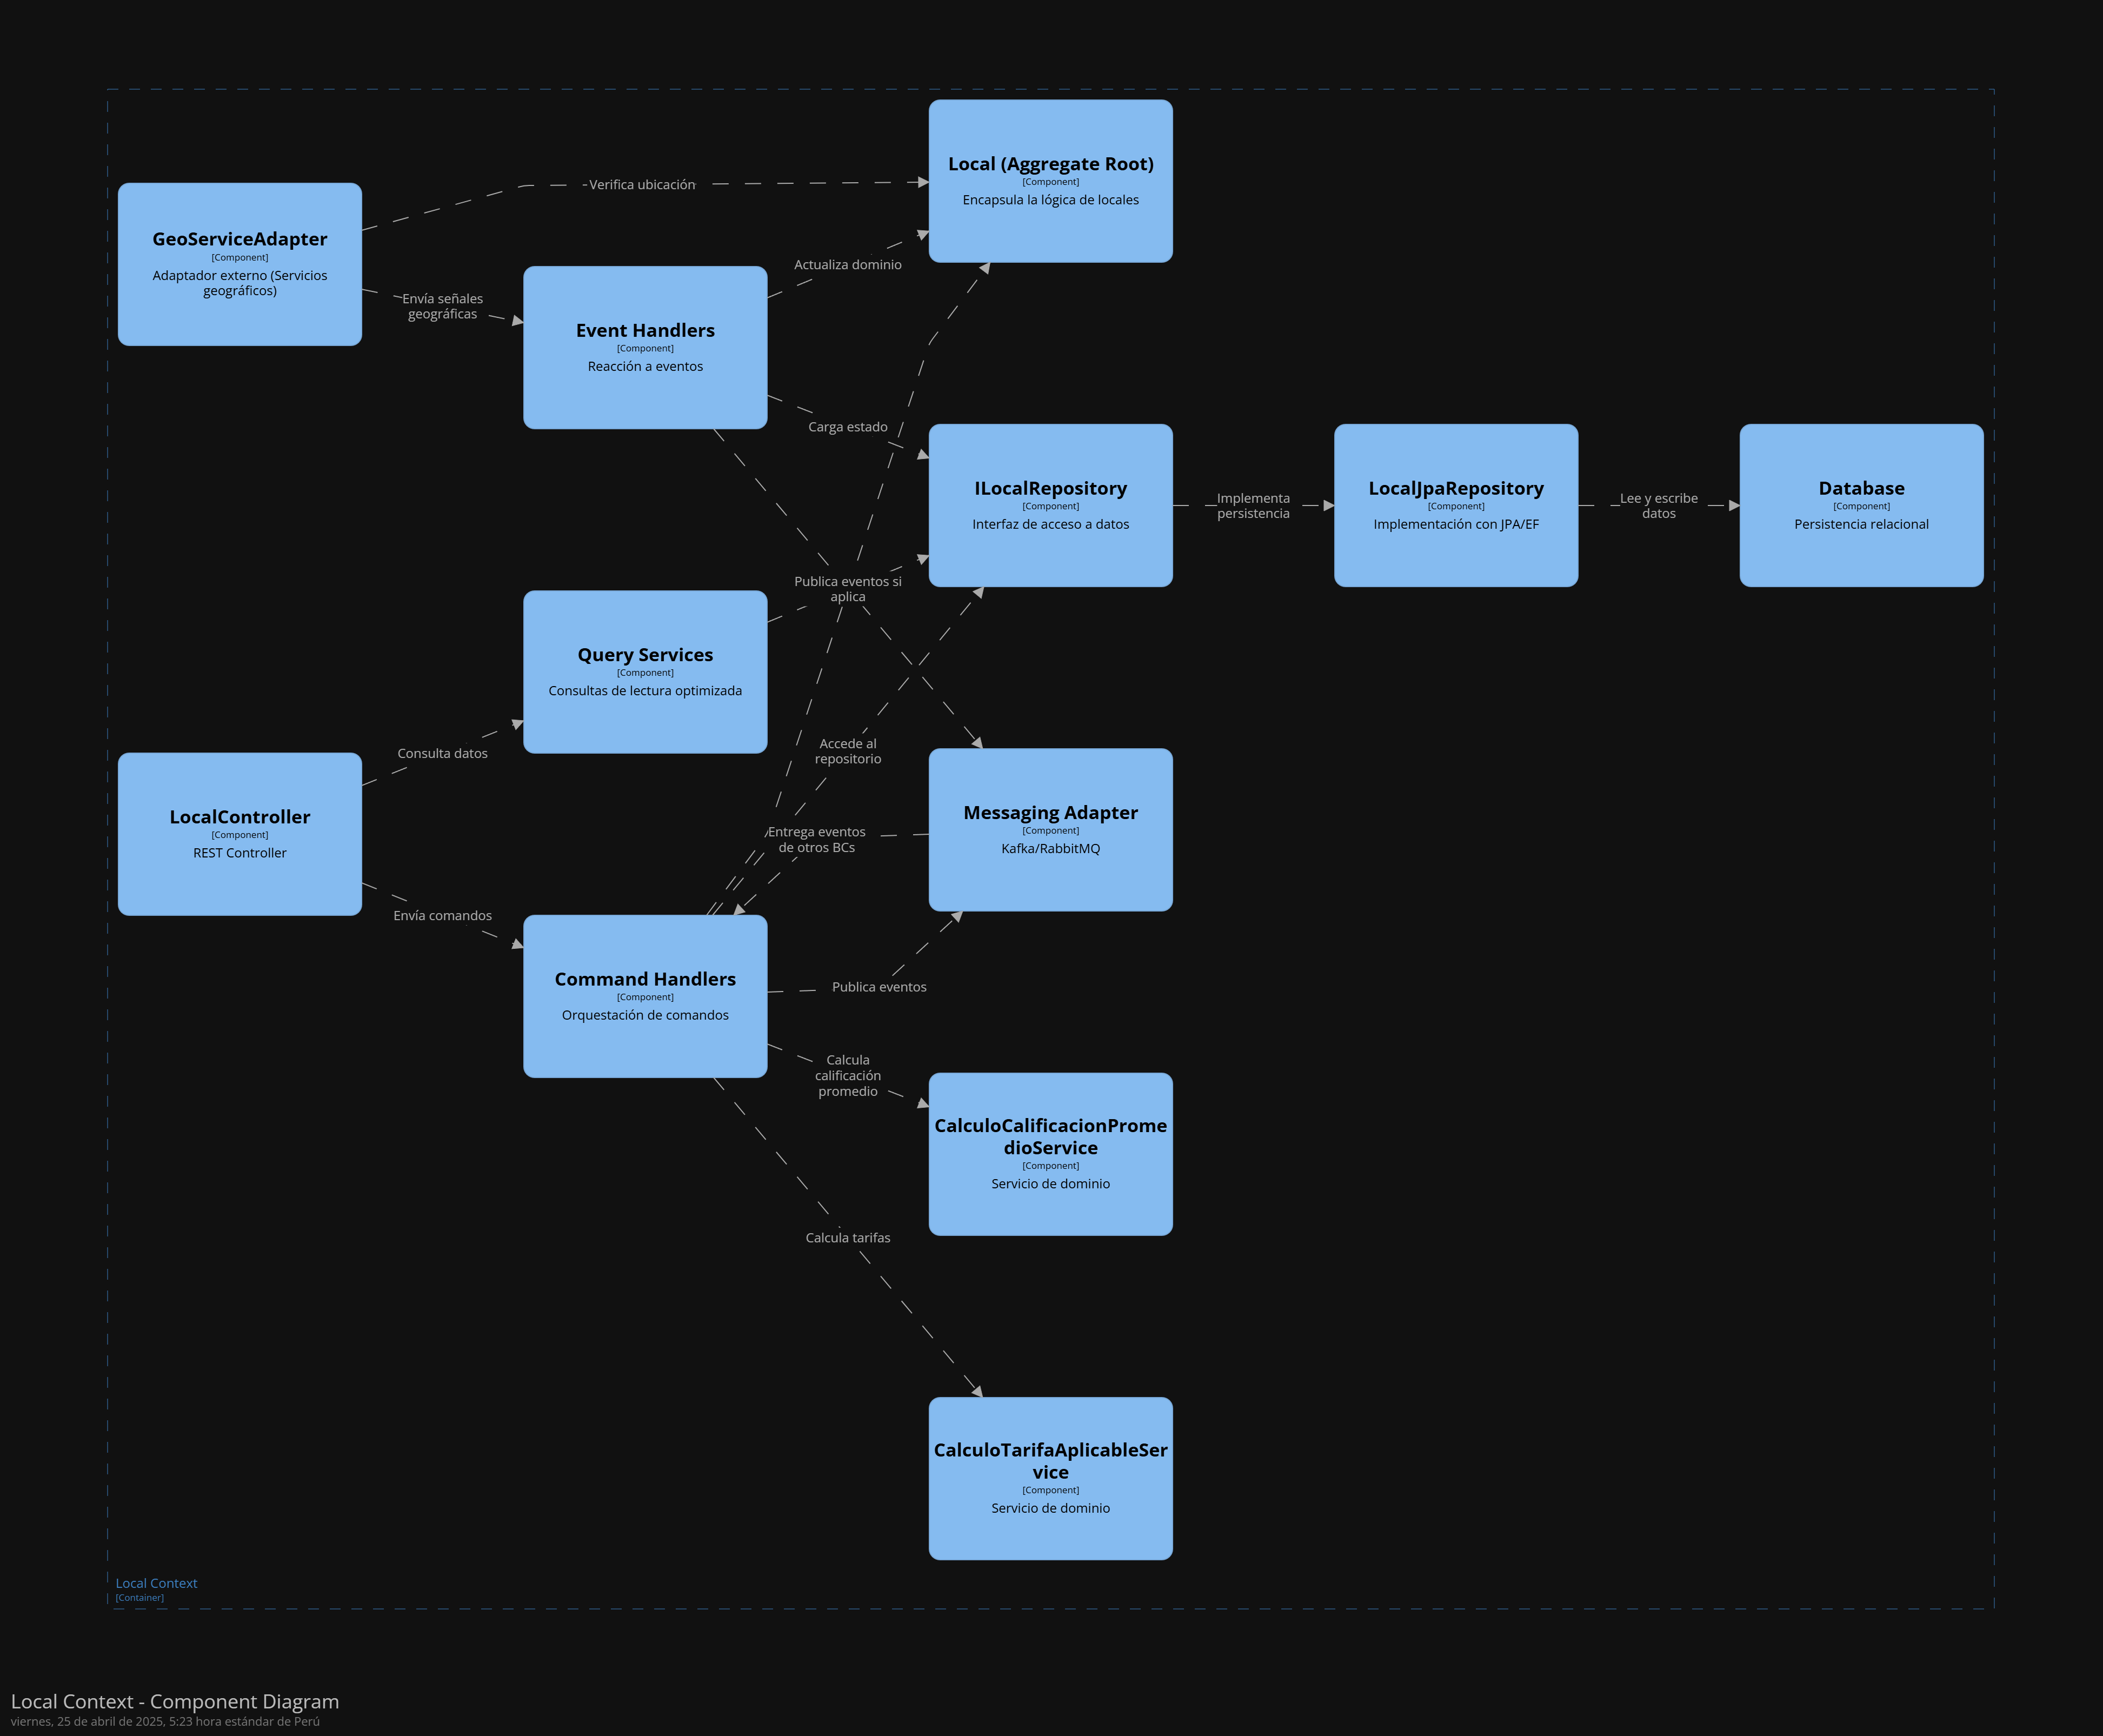 Local (Aggregate Root)
[Component]
Encapsula la lógica de locales
Verifica ubicación
GeoServiceAdapter
[Component]
Adaptador externo (Servicios
geográficos)
Actualiza dominio
Envía señales
geográficas
Event Handlers
[Component]
Reacción a eventos
Carga estado
ILocalRepository
[Component]
Interfaz de acceso a datos
Implementa
persistencia
LocalJpaRepository
[Component]
Implementación con JPA/EF
Lee y escribe
datos
Database
[Component]
Persistencia relacional
Publica eventos si
aplica
Query Services
[Component]
Consultas de lectura optimizada
Consulta datos
Accede al
repositorio
LocalController
[Component]
REST Controller
Messaging Adapter
[Component]
Kafka/RabbitMQ
Entrega eventos
de otros BCs
Envía comandos
Command Handlers
[Component]
Orquestación de comandos
Publica eventos
Calcula
calificación
promedio
CalculoCalificacionProme
dioService
[Component]
Servicio de dominio
Calcula tarifas
CalculoTarifaAplicableSer
vice
[Component]
Servicio de dominio
Local Context
[Container]
Local Context - Component Diagram
viernes, 25 de abril de 2025, 5:23 hora estándar de Perú